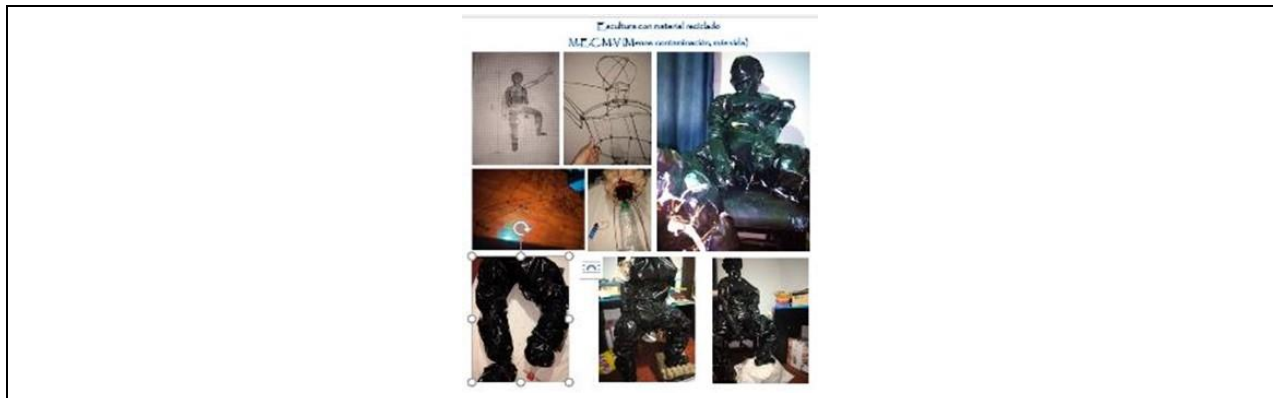 Escultura con material reciclado
M.E.C.M.V (Menos contaminación, más vida)